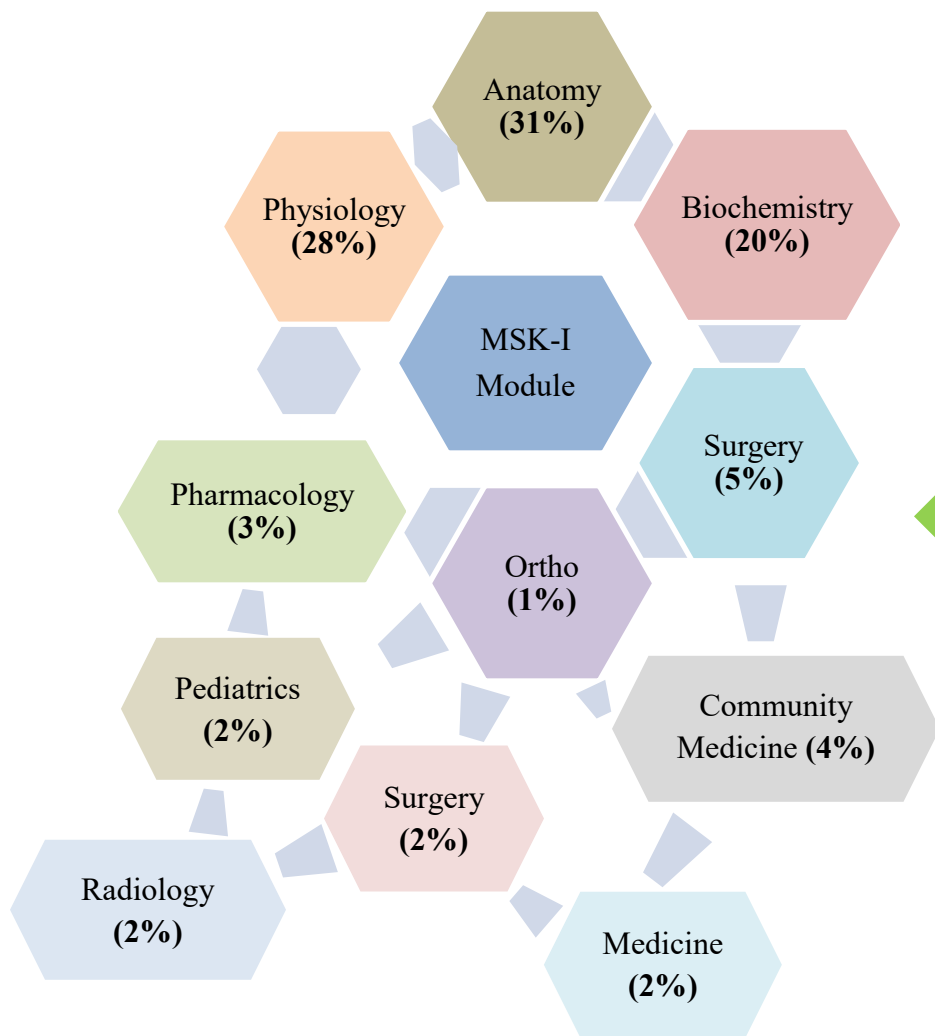 Anatomy
(31%)
Physiology
(28%)
Biochemistry
(20%)
MSK-I
Module
Surgery
(5%)
Pharmacology
(3%)
Ortho
(1%)
Pediatrics
(2%)
Community
Medicine (4%)
Surgery
(2%)
Radiology
(2%)
Medicine
(2%)